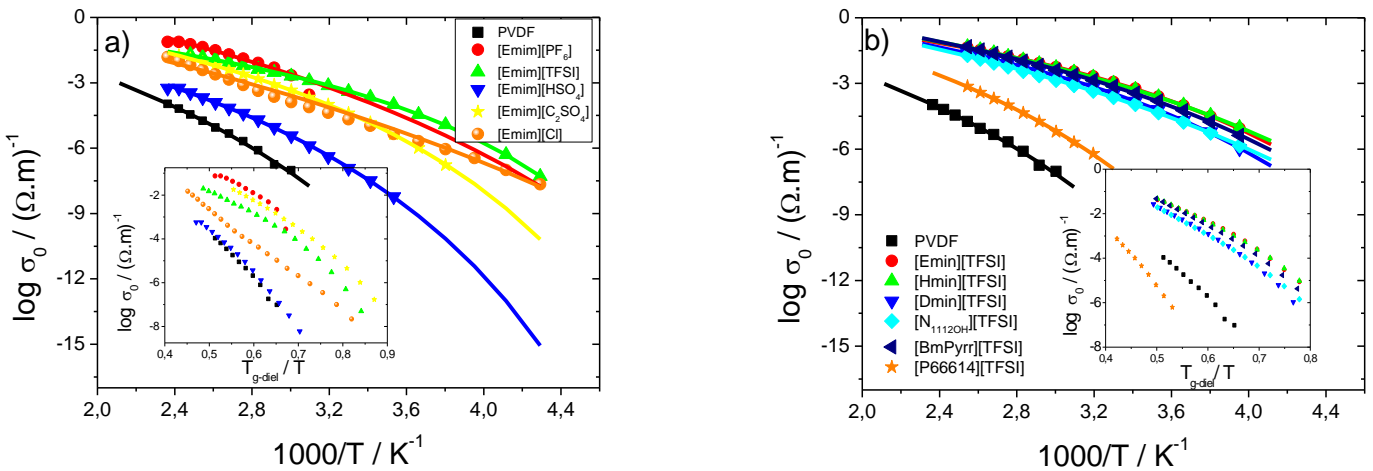 a)
log σ₀ / (Ω.m)⁻¹
0
-3
-6
-9
-12
-15
2,0 2,4 2,8 3,2 3,6 4,0 4,4
1000/T / K⁻¹
PVDF
[Emim][PF₆]
[Emim][TFSI]
[Emim][HSO₄]
[Emim][C₂SO₄]
[Emim][Cl]
log σ₀ / (Ω.m)⁻¹
-2
-4
-6
-8
0,4 0,5 0,6 0,7 0,8 0,9
T_g-diel / T
b)
log σ₀ / (Ω.m)⁻¹
0
-3
-6
-9
-12
-15
2,0 2,4 2,8 3,2 3,6 4,0 4,4
1000/T / K⁻¹
PVDF
[Emin][TFSI]
[Hmin][TFSI]
[Dmin][TFSI]
[N₁₁₁₂OH][TFSI]
[BmPyrr][TFSI]
[P66614][TFSI]
log σ₀ / (Ω.m)⁻¹
0
-2
-4
-6
-8
0,4 0,5 0,6 0,7 0,8
T_g-diel / T